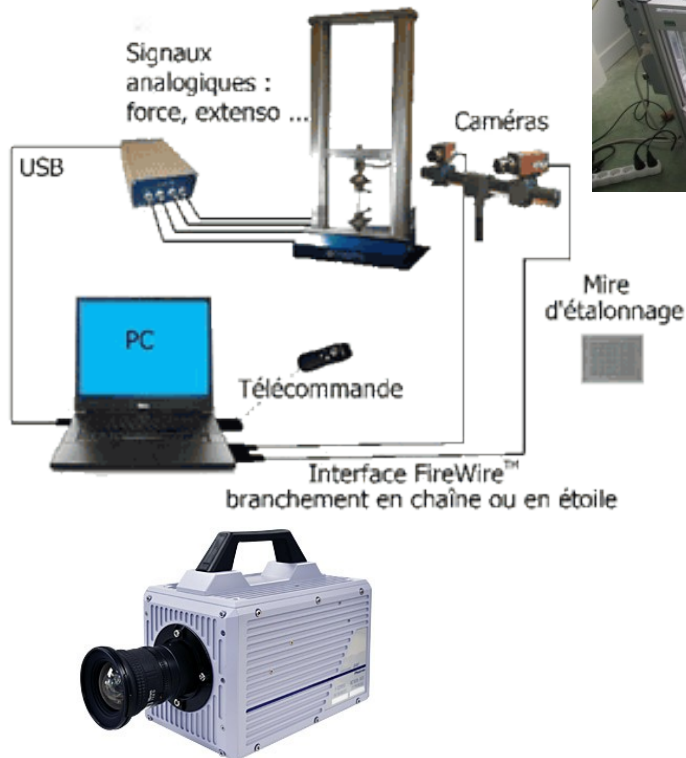 Signaux
analogiques :
force, extenso ...
Caméras
USB
Mire
d'étalonnage
PC
Télécommande
Interface FireWire™
branchement en chaîne ou en étoile